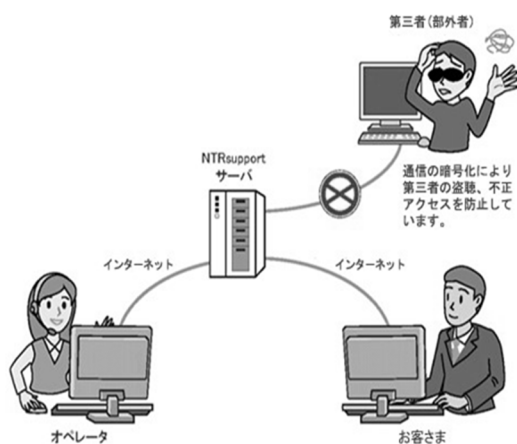 第三者（部外者）
NTRsupport
サーバ
通信の暗号化により
第三者の盗聴、不正
アクセスを防止して
います。
インターネット
インターネット
オペレータ
お客さま